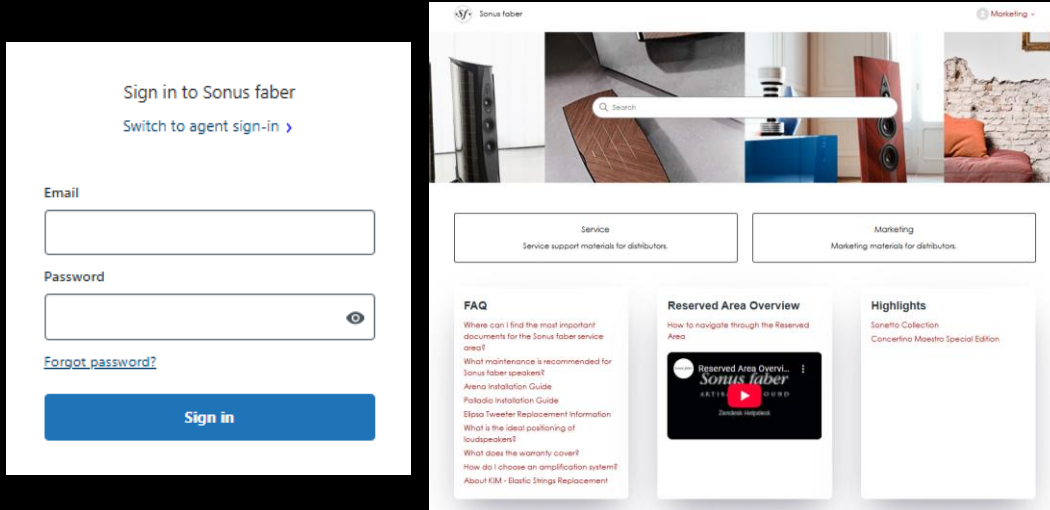 Sign in to Sonus faber
Switch to agent sign-in ›
Email
Password
Forgot password?
Sign in
Sf Sonus faber
Marketing
Search
Service
Service support materials for distributors.
Marketing
Marketing materials for distributors.
FAQ
Where can I find the most important
documents for the Sonus faber service
area?
What maintenance is recommended for
Sonus faber speakers?
Arena Installation Guide
Palladio Installation Guide
Elipsa Tweeter Replacement Information
What is the ideal positioning of
loudspeakers?
What does the warranty cover?
How do I choose an amplification system?
About KIM - Elastic Strings Replacement
Reserved Area Overview
How to navigate through the Reserved
Area
Reserved Area Overvi...
Sonus faber
Zendesk Helpdesk
Highlights
Sonetto Collection
Concertino Maestro Special Edition